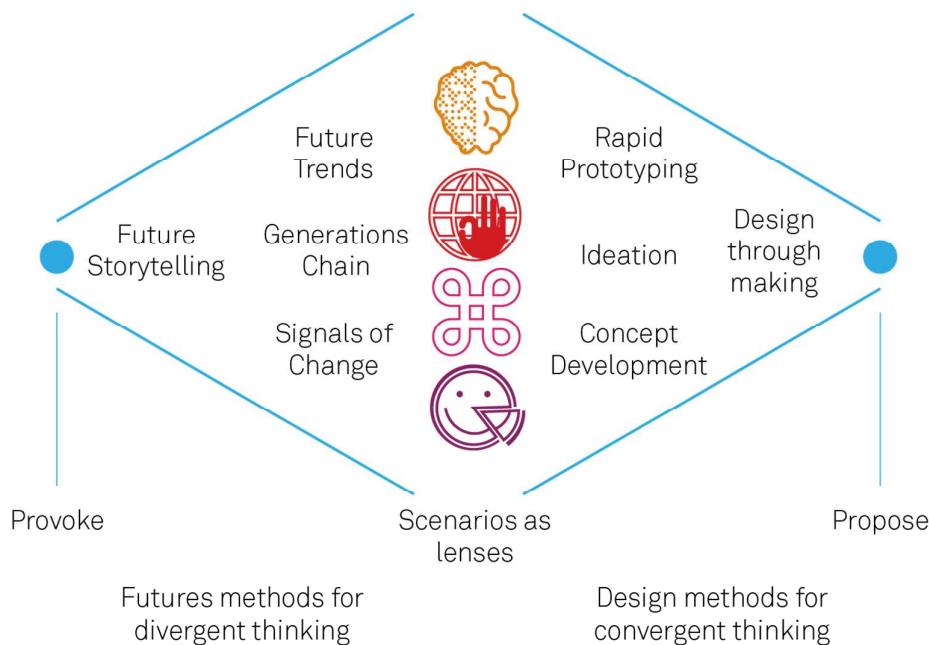 Future
Trends
Rapid
Prototyping
Future
Storytelling
Generations
Chain
Ideation
Design
through
making
Signals of
Change
Concept
Development
Provoke
Scenarios as
lenses
Propose
Futures methods for
divergent thinking
Design methods for
convergent thinking